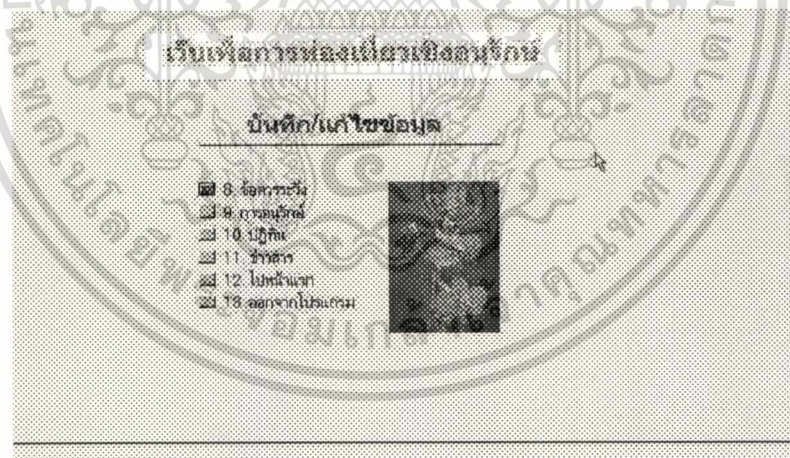 เว็บเพื่อการท่องเที่ยวเชิงอนุรักษ์
บันทึก/แก้ไขข้อมูล
8. ข้อควรระวัง
9. การอนุรักษ์
10. ปฏิทิน
11. ข่าวสาร
12. ไปหน้าแรก
13. ออกจากโปรแกรม